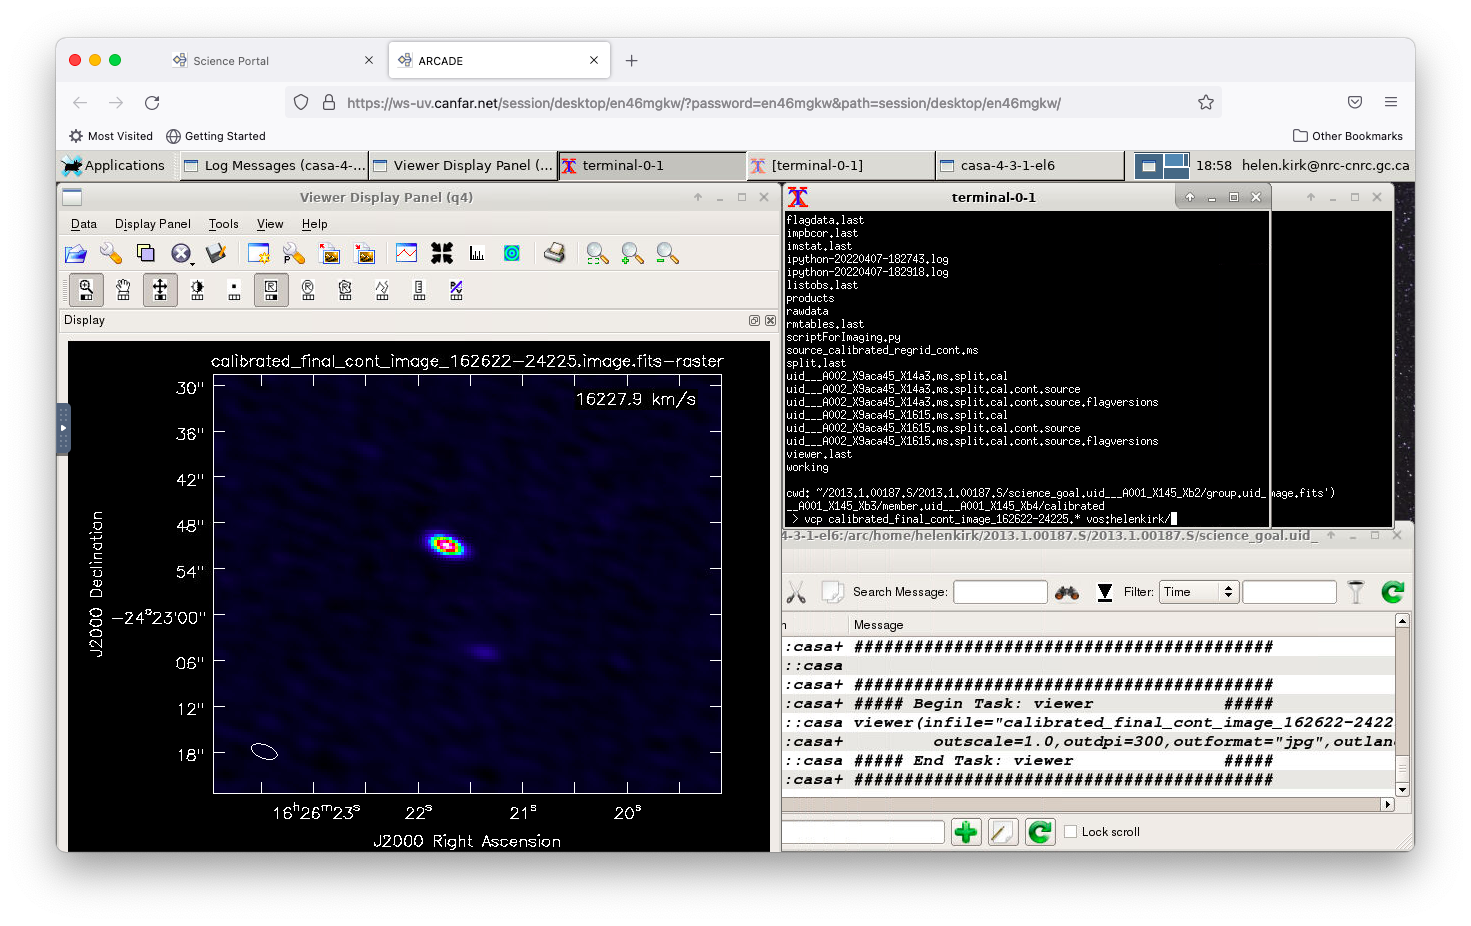 Science Portal
ARCADE
https://ws-uv.canfar.net/session/desktop/en46mgkw/?password=en46mgkw&path=session/desktop/en46mgkw/
Most Visited
Getting Started
Other Bookmarks
Applications
Log Messages (casa-4-...
Viewer Display Panel (...
terminal-0-1
[terminal-0-1]
casa-4-3-1-el6
18:58
helen.kirk@nrc-cnrc.gc.ca
Viewer Display Panel (q4)
Data Display Panel Tools View Help
Display
calibrated_final_cont_image_162622-24225.image.fits-raster
16227.9 km/s
30"
36"
42"
48"
54"
-24°23'00"
06"
12"
18"
J2000 Declination
16h26m23s 22s 21s 20s
J2000 Right Ascension
terminal-0-1
flagdata.last
impbcor.last
imstat.last
ipython-20220407-182743.log
ipython-20220407-182918.log
listobs.last
products
rawdata
rmtables.last
scriptForImaging.py
source_calibrated_regrid_cont.ms
split.last
uid___A002_X9aca45_X14a3.ms.split.cal
uid___A002_X9aca45_X14a3.ms.split.cal.cont.source
uid___A002_X9aca45_X14a3.ms.split.cal.cont.source.flagversions
uid___A002_X9aca45_X1615.ms.split.cal
uid___A002_X9aca45_X1615.ms.split.cal.cont.source
uid___A002_X9aca45_X1615.ms.split.cal.cont.source.flagversions
viewer.last
working
cwd: ~/2013.1.00187.S/2013.1.00187.S/science_goal.uid___A001_X145_Xb2/group.uid_
mage.fits')
__A001_X145_Xb3/member.uid___A001_X145_Xb4/calibrated
> vcp calibrated_final_cont_image_162622-24225.* vos:helenkirk/
4-3-1-el6:/arc/home/helenkirk/2013.1.00187.S/2013.1.00187.S/science_goal.uid_
Search Message:
Filter:
Time
Message
:casa+ ##########################################
::casa
:casa+ ##########################################
:casa+ ##### Begin Task: viewer #####
::casa viewer(infile="calibrated_final_cont_image_162622-2422
:casa+ outscale=1.0,outdpi=300,outformat="jpg",outlan
::casa ##### End Task: viewer #####
:casa+ ##########################################
Lock scroll